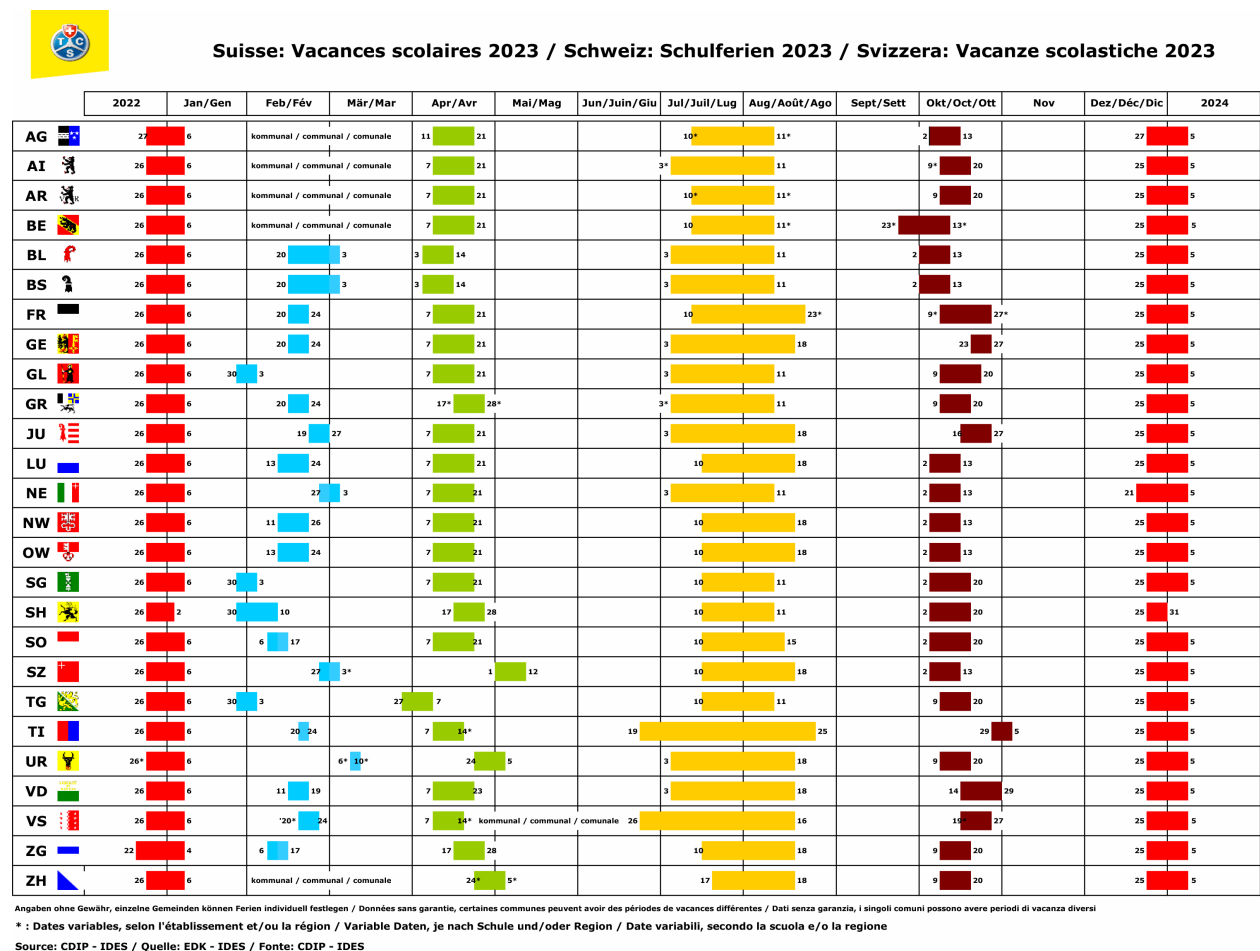 T C S
Suisse: Vacances scolaires 2023 / Schweiz: Schulferien 2023 / Svizzera: Vacanze scolastiche 2023
2022 Jan/Gen Feb/Fév Mär/Mar Apr/Avr Mai/Mag Jun/Juin/Giu Jul/Juil/Lug Aug/Août/Ago Sept/Sett Okt/Oct/Ott Nov Dez/Déc/Dic 2024
AG 27 6 kommunal / communal / comunale 11 21 10* 11* 2 13 27 5
AI 26 6 kommunal / communal / comunale 7 21 3* 11 9* 20 25 5
AR 26 6 kommunal / communal / comunale 7 21 10* 11* 9 20 25 5
BE 26 6 kommunal / communal / comunale 7 21 10 11* 23* 13* 25 5
BL 26 6 20 3 3 14 3 11 2 13 25 5
BS 26 6 20 3 3 14 3 11 2 13 25 5
FR 26 6 20 24 7 21 10 23* 9* 27* 25 5
GE 26 6 20 24 7 21 3 18 23 27 25 5
GL 26 6 30 3 7 21 3 11 9 20 25 5
GR 26 6 20 24 17* 28* 3* 11 9 20 25 5
JU 26 6 19 27 7 21 3 18 16 27 25 5
LU 26 6 13 24 7 21 10 18 2 13 25 5
NE 26 6 27 3 7 21 3 11 2 13 21 5
NW 26 6 11 26 7 21 10 18 2 13 25 5
OW 26 6 13 24 7 21 10 18 2 13 25 5
SG 26 6 30 3 7 21 10 11 2 20 25 5
SH 26 2 30 10 17 28 10 11 2 20 25 31
SO 26 6 6 17 7 21 10 15 2 20 25 5
SZ 26 6 27 3* 1 12 10 18 2 13 25 5
TG 26 6 30 3 27 7 10 11 9 20 25 5
TI 26 6 20 24 7 14* 19 25 29 5 25 5
UR 26* 6 6* 10* 24 5 3 18 9 20 25 5
VD 26 6 11 19 7 23 3 18 14 29 25 5
VS 26 6 '20* 24 7 14* kommunal / communal / comunale 26 16 19* 27 25 5
ZG 22 4 6 17 17 28 10 18 9 20 25 5
ZH 26 6 kommunal / communal / comunale 24* 5* 17 18 9 20 25 5
Angaben ohne Gewähr, einzelne Gemeinden können Ferien individuell festlegen / Données sans garantie, certaines communes peuvent avoir des périodes de vacances différentes / Dati senza garanzia, i singoli comuni possono avere periodi di vacanza diversi
* : Dates variables, selon l'établissement et/ou la région / Variable Daten, je nach Schule und/oder Region / Date variabili, secondo la scuola e/o la regione
Source: CDIP - IDES / Quelle: EDK - IDES / Fonte: CDIP - IDES